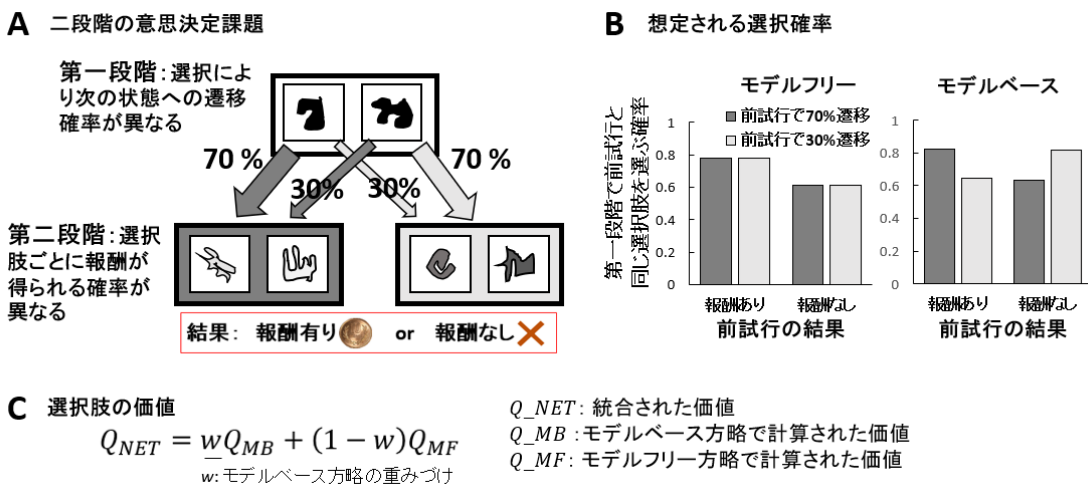 A 二段階の意思決定課題
第一段階：選択によ
り次の状態への遷移
確率が異なる
70 %
30%
30%
70 %
第二段階：選択
肢ごとに報酬が
得られる確率が
異なる
結果： 報酬有り or 報酬なし
B 想定される選択確率
モデルフリー
モデルベース
第一段階で前試行と
同じ選択肢を選ぶ確率
■前試行で70%遷移
□前試行で30%遷移
1
0.8
0.6
0.4
0.2
0
報酬あり 報酬なし
前試行の結果
1
0.8
0.6
0.4
0.2
0
報酬あり 報酬なし
前試行の結果
C 選択肢の価値
Q_NET = wQ_MB + (1 − w)Q_MF
w: モデルベース方略の重みづけ
Q_NET: 統合された価値
Q_MB: モデルベース方略で計算された価値
Q_MF: モデルフリー方略で計算された価値